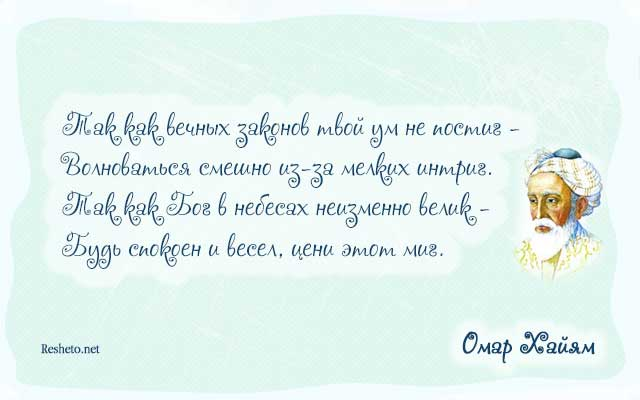 Так как вечных законов твой ум не постиг –
Волноваться смешно из-за мелких интриг.
Так как Бог в небесах неизменно велик –
Будь спокоен и весел, цени этот миг.
Омар Хайям
Resheto.net